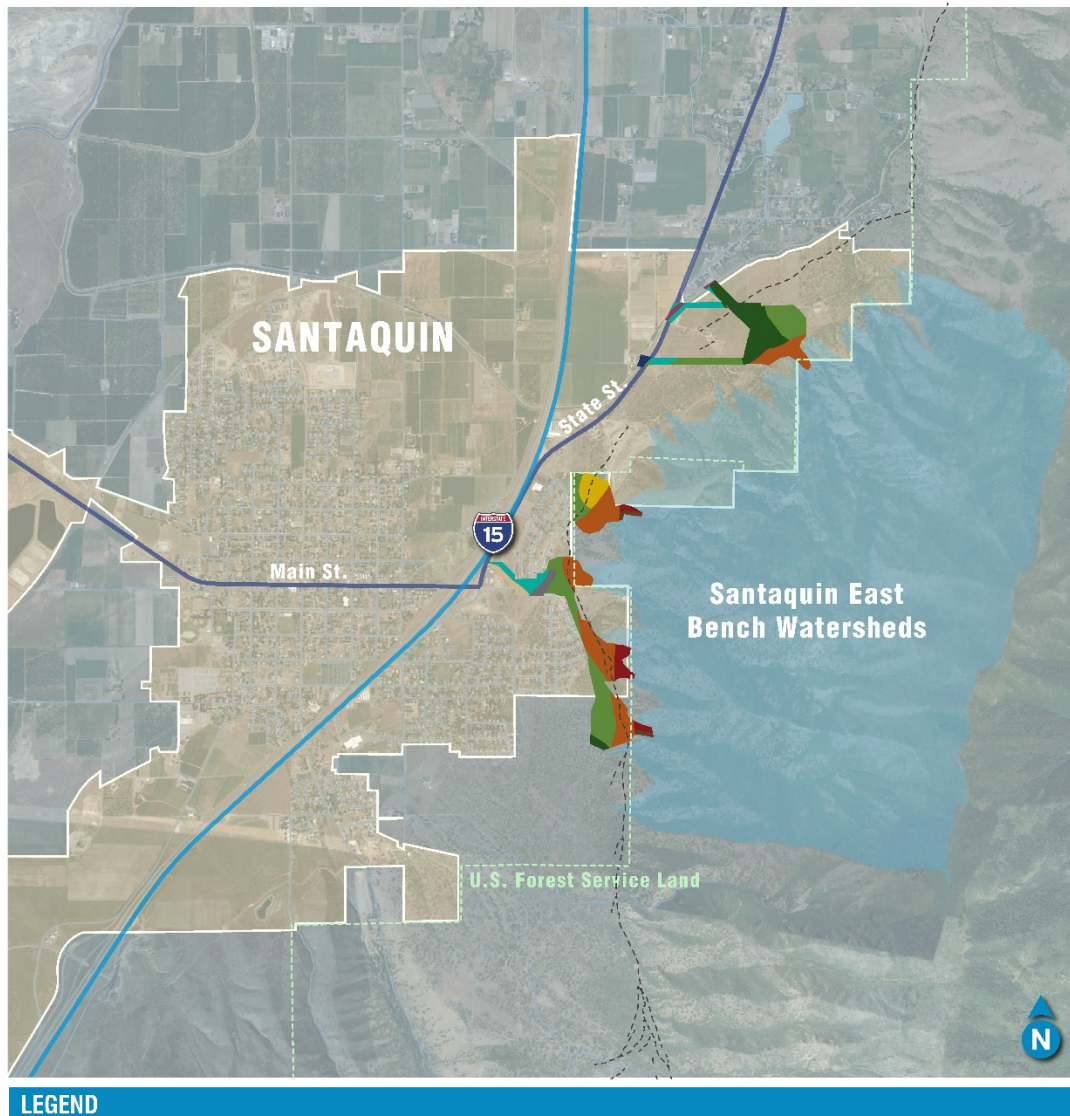 SANTAQUIN
State St.
INTERSTATE
15
Main St.
Santaquin East
Bench Watersheds
U.S. Forest Service Land
N
LEGEND